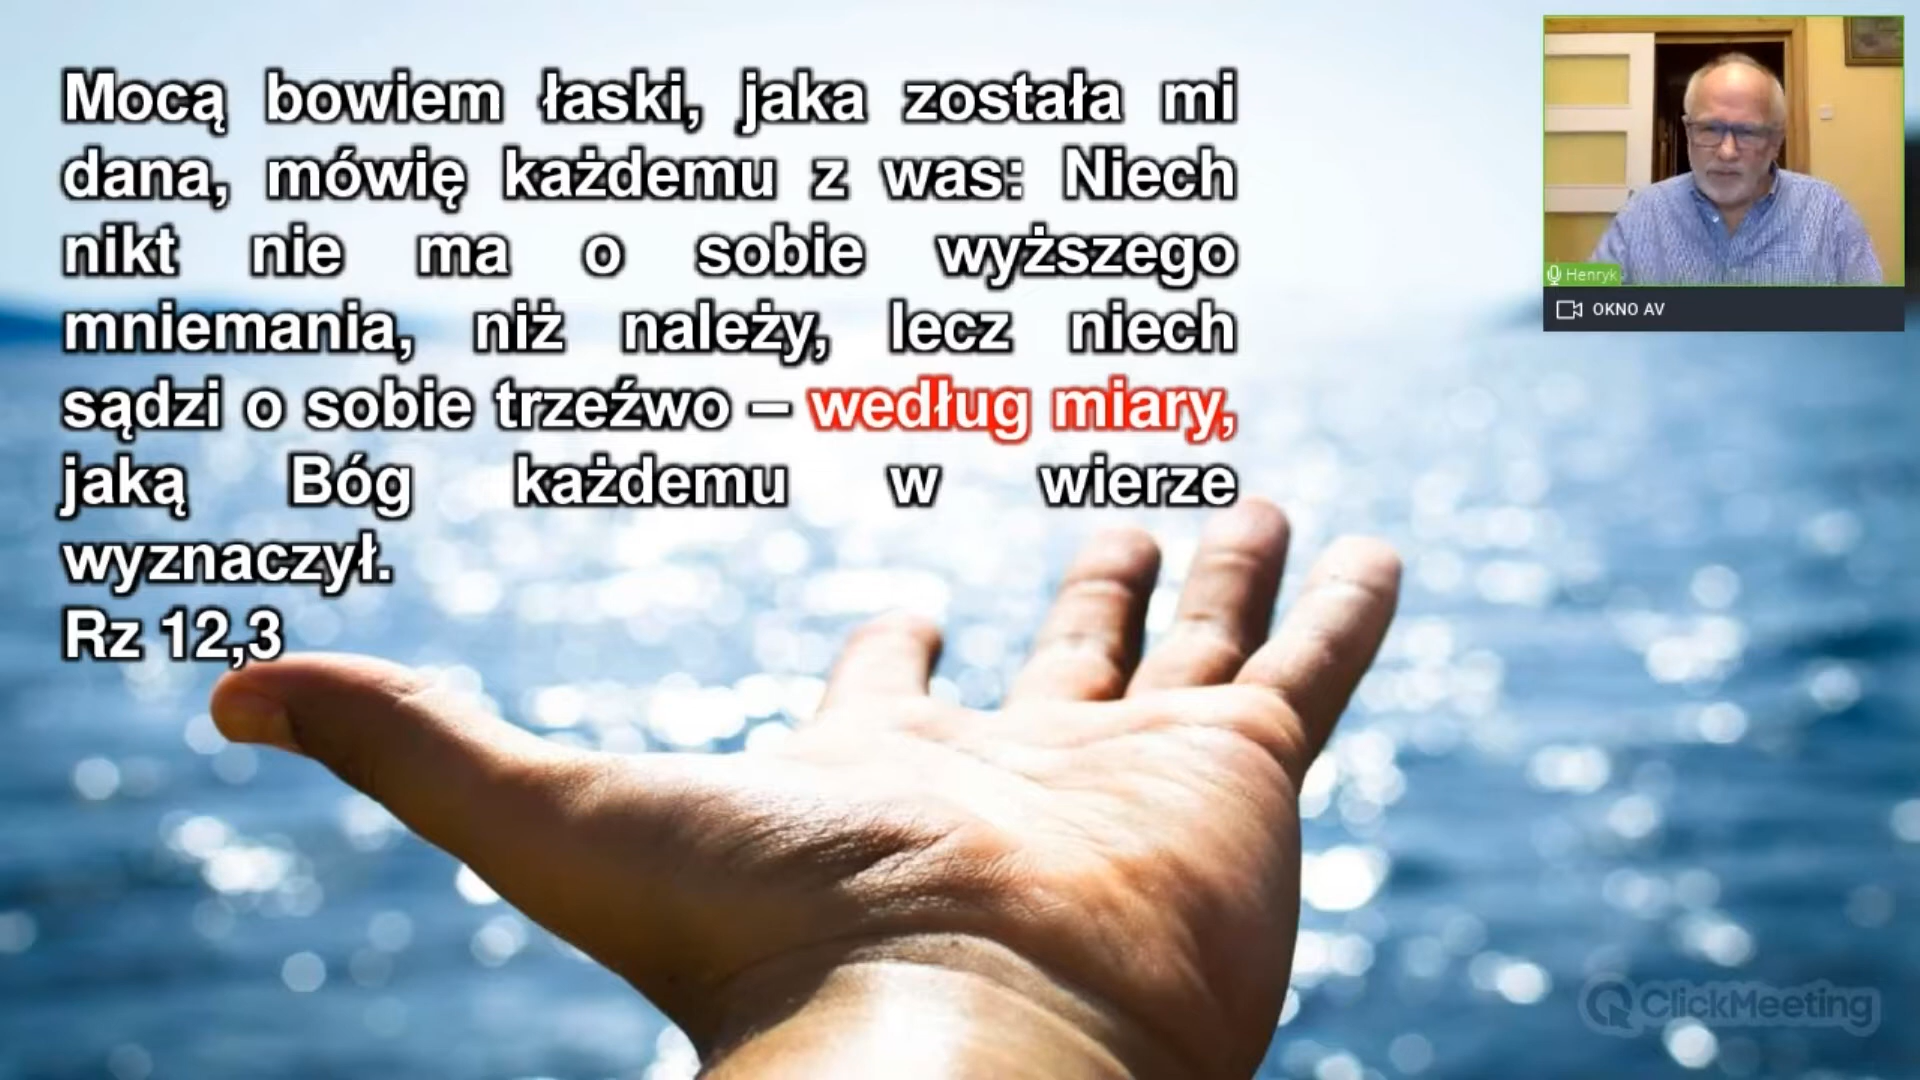 Mocą bowiem łaski, jaka została mi
dana, mówię każdemu z was: Niech
nikt nie ma o sobie wyższego
mniemania, niż należy, lecz niech
sądzi o sobie trzeźwo – według miary,
jaką Bóg każdemu w wierze
wyznaczył.
Rz 12,3
Henryk
OKNO AV
ClickMeeting